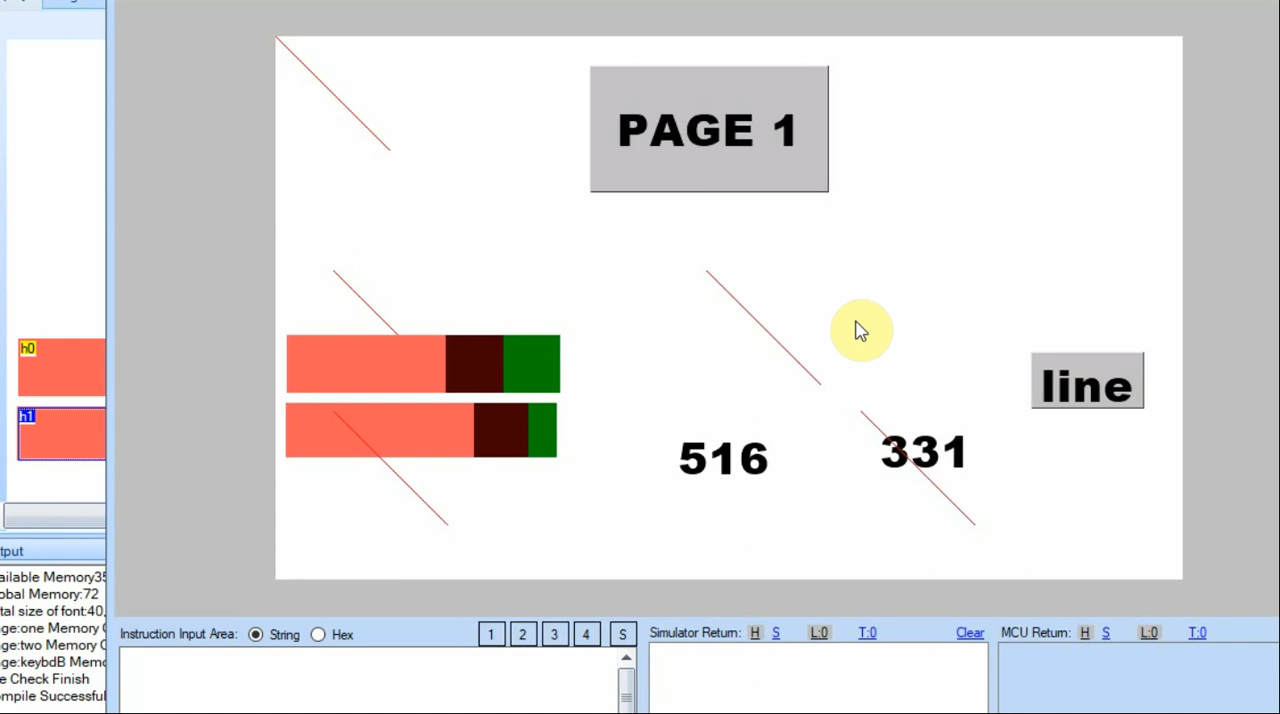 PAGE 1
h0
h1
line
516
331
tput
ailable Memory35
obal Memory:72
tal size of font:40,
ge:one Memory
ge:two Memory
ge:keybdB Memo
e Check Finish
mpile Successful
Instruction Input Area: String Hex 1 2 3 4 S
Simulator Return: H S L:0 T:0 Clear
MCU Return: H S L:0 T:0